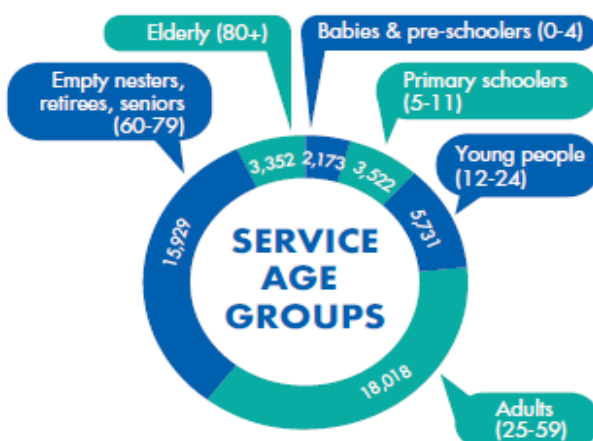 Elderly (80+)
Babies & pre-schoolers (0-4)
Empty nesters,
retirees, seniors
(60-79)
Primary schoolers
(5-11)
Young people
(12-24)
3,352
2,173
3,522
5,731
15,929
18,018
SERVICE
AGE
GROUPS
Adults
(25-59)